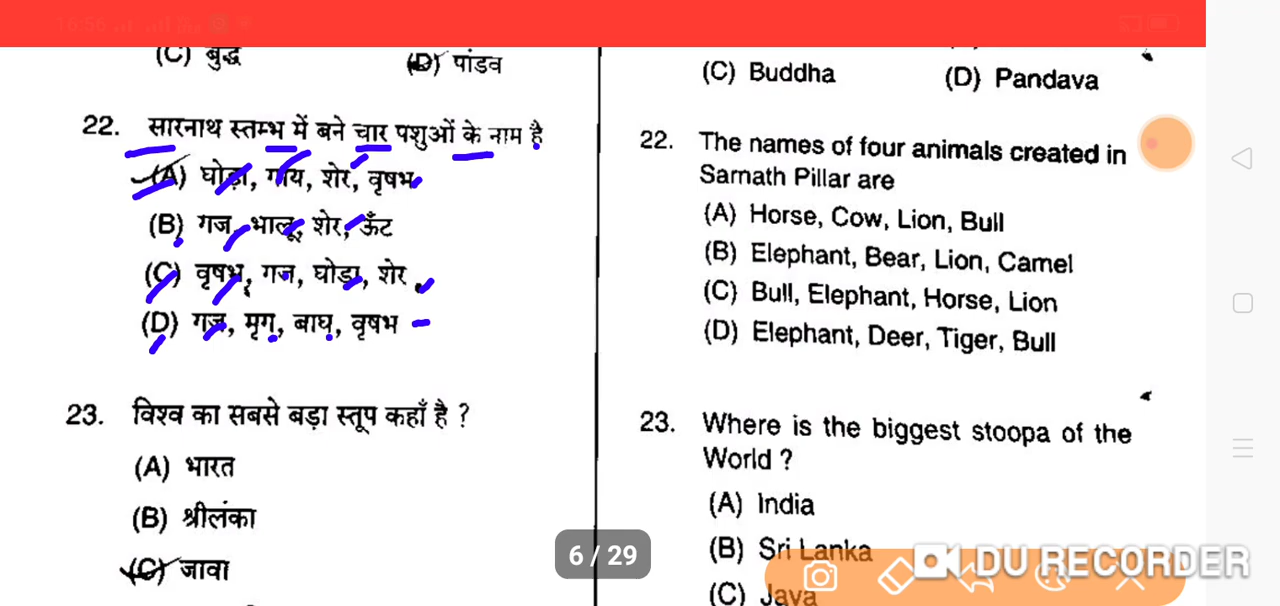 (C) बुद्ध
(D) पांडव
22. सारनाथ स्तम्भ में बने चार पशुओं के नाम है
(A) घोड़ा, गाय, शेर, वृषभ
(B) गज, भालू, शेर, ऊँट
(C) वृषभ, गज, घोड़ा, शेर
(D) गज, मृग, बाघ, वृषभ
23. विश्व का सबसे बड़ा स्तूप कहाँ है ?
(A) भारत
(B) श्रीलंका
(C) जावा
(C) Buddha
(D) Pandava
22. The names of four animals created in
Sarnath Pillar are
(A) Horse, Cow, Lion, Bull
(B) Elephant, Bear, Lion, Camel
(C) Bull, Elephant, Horse, Lion
(D) Elephant, Deer, Tiger, Bull
23. Where is the biggest stoopa of the
World ?
(A) India
(B) Sri Lanka
(C) Java
6 / 29
DU RECORDER